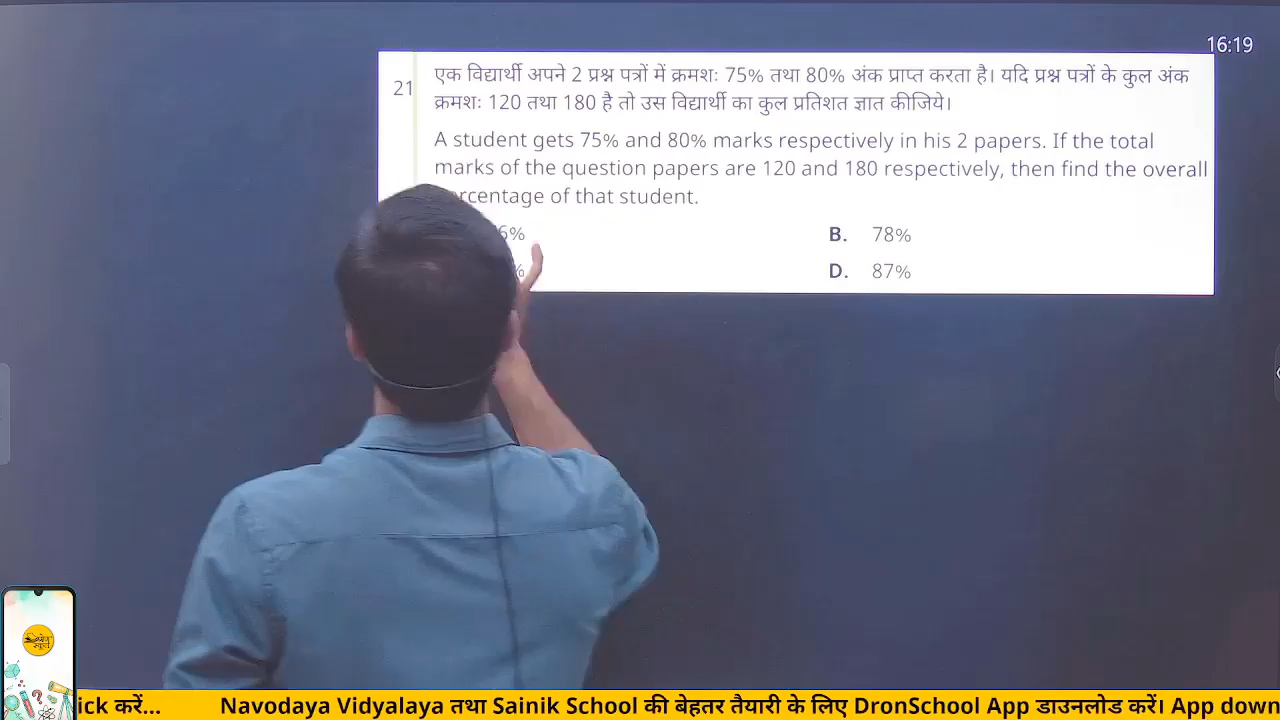 16:19
21
एक विद्यार्थी अपने 2 प्रश्न पत्रों में क्रमशः 75% तथा 80% अंक प्राप्त करता है। यदि प्रश्न पत्रों के कुल अंक
क्रमशः 120 तथा 180 है तो उस विद्यार्थी का कुल प्रतिशत ज्ञात कीजिये।
A student gets 75% and 80% marks respectively in his 2 papers. If the total
marks of the question papers are 120 and 180 respectively, then find the overall
of that student.
B. 78%
D. 87%
करें... Navodaya Vidyalaya तथा Sainik School की बेहतर तैयारी के लिए DronSchool App डाउनलोड करें। App